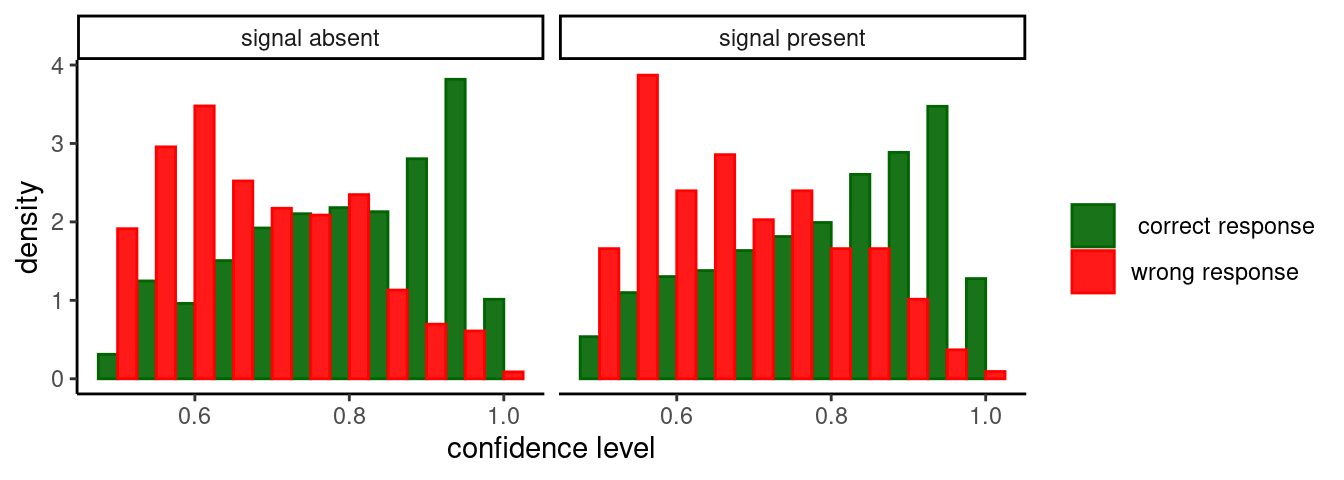 signal absent
signal present
4
3
2
1
0
density
0.6
0.8
1.0
0.6
0.8
1.0
confidence level
correct response
wrong response